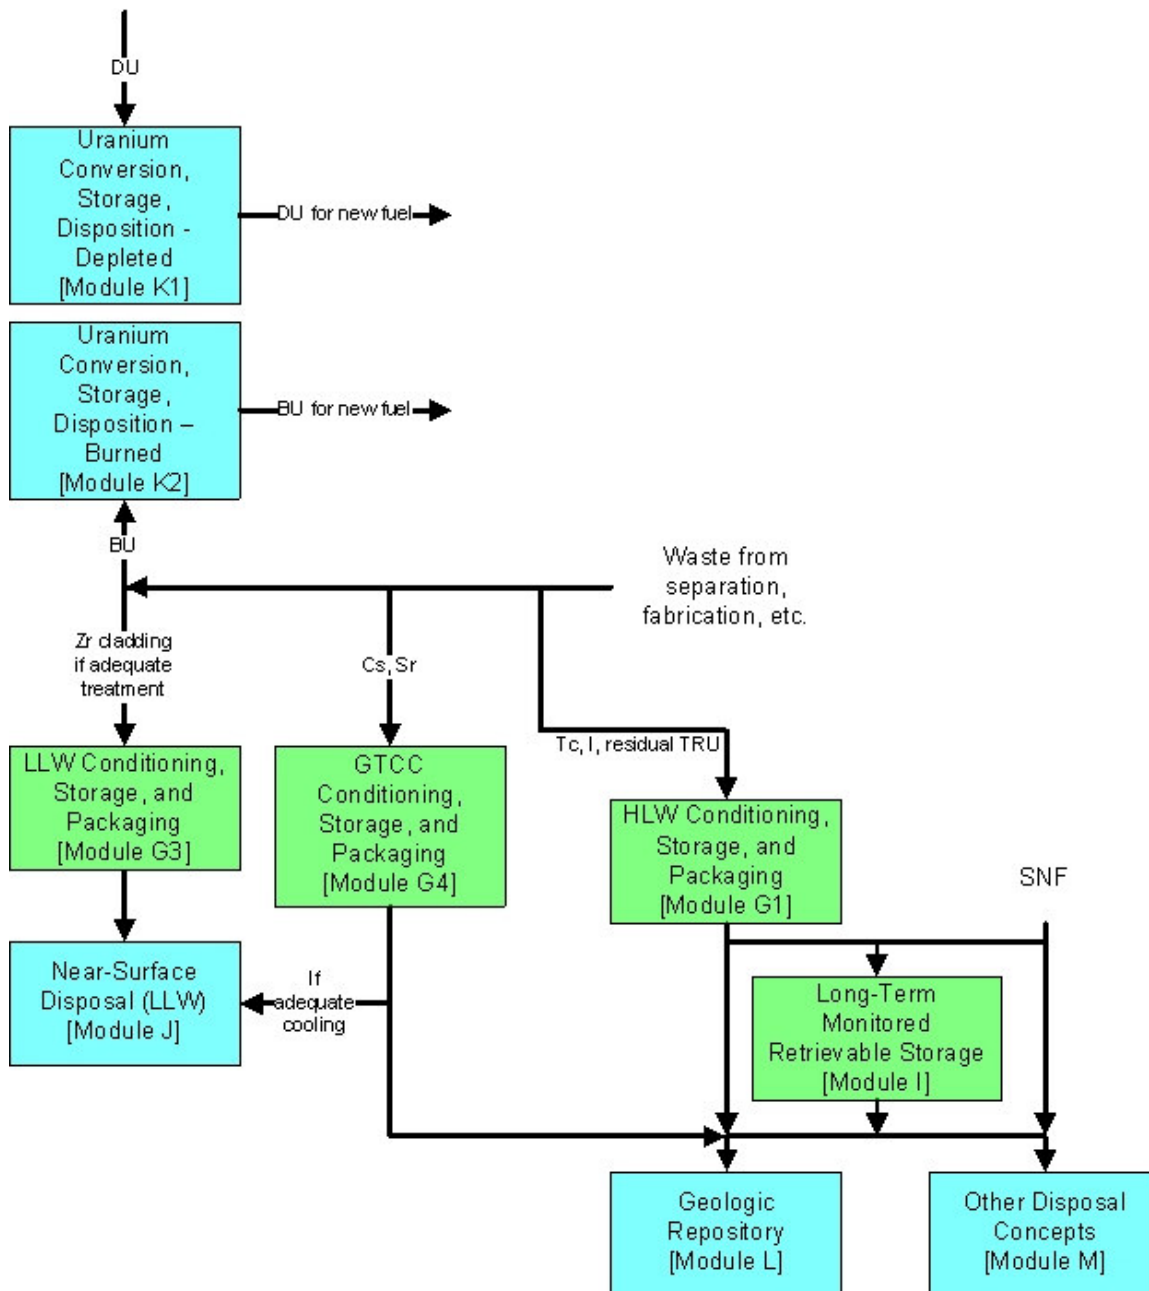 DU
Uranium
Conversion,
Storage,
Disposition -
Depleted
[Module K1]
DU for new fuel
Uranium
Conversion,
Storage,
Disposition –
Burned
[Module K2]
BU for new fuel
BU
Waste from
separation,
fabrication, etc.
Zr cladding
if adequate
treatment
Cs, Sr
Tc, I, residual TRU
LLW Conditioning,
Storage, and
Packaging
[Module G3]
GTCC
Conditioning,
Storage, and
Packaging
[Module G4]
HLW Conditioning,
Storage, and
Packaging
[Module G1]
SNF
Near-Surface
Disposal (LLW)
[Module J]
If
adequate
cooling
Long-Term
Monitored
Retrievable Storage
[Module I]
Geologic
Repository
[Module L]
Other Disposal
Concepts
[Module M]